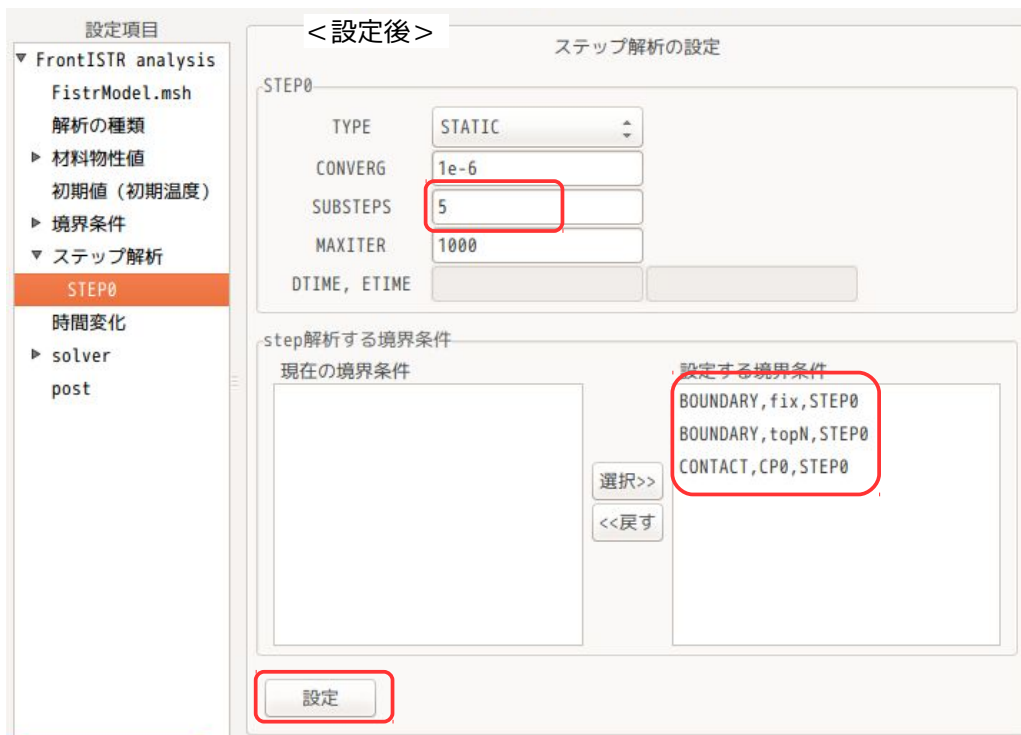 設定項目
FrontISTR analysis
FistrModel.msh
解析の種類
材料物性値
初期値（初期温度）
境界条件
ステップ解析
STEP0
時間変化
solver
post
＜設定後＞
ステップ解析の設定
STEP0
TYPE STATIC
CONVERG 1e-6
SUBSTEPS 5
MAXITER 1000
DTIME, ETIME
step解析する境界条件
現在の境界条件
設定する境界条件
BOUNDARY,fix,STEP0
BOUNDARY,topN,STEP0
CONTACT,CP0,STEP0
選択>>
<<戻す
設定